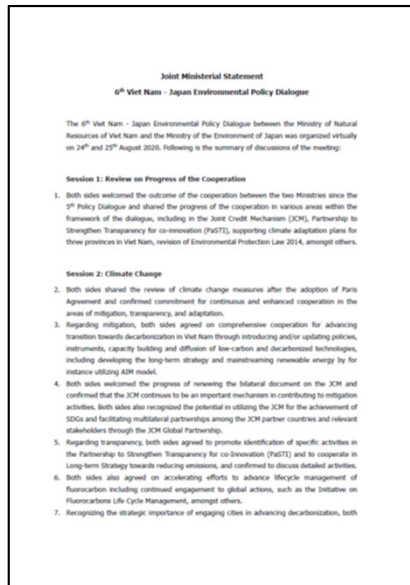 Joint Ministerial Statement
6th Viet Nam - Japan Environmental Policy Dialogue
The 6th Viet Nam - Japan Environmental Policy Dialogue between the Ministry of Natural
Resources of Viet Nam and the Ministry of the Environment of Japan was organized virtually
on 24th and 25th August 2020. Following is the summary of discussions of the meeting:
Session 1: Review on Progress of the Cooperation
1. Both sides welcomed the outcome of the cooperation between the two Ministries since the
5th Policy Dialogue and shared the progress of the cooperation in various areas within the
framework of the dialogue, including in the Joint Credit Mechanism (JCM), Partnership to
Strengthen Transparency for co-innovation (PaSTI), supporting climate adaptation plans for
three provinces in Viet Nam, revision of Environmental Protection Law 2014, amongst others.
Session 2: Climate Change
2. Both sides shared the review of climate change measures after the adoption of Paris
Agreement and confirmed commitment for continuous and enhanced cooperation in the
areas of mitigation, transparency, and adaptation.
3. Regarding mitigation, both sides agreed on comprehensive cooperation for advancing
transition towards decarbonization in Viet Nam through introducing and/or updating policies,
instruments, capacity building and diffusion of low-carbon and decarbonized technologies,
including developing the long-term strategy and mainstreaming renewable energy by for
instance utilizing AIM model.
4. Both sides welcomed the progress of renewing the bilateral document on the JCM and
confirmed that the JCM continues to be an important mechanism in contributing to mitigation
activities. Both sides also recognized the potential in utilizing the JCM for the achievement of
SDGs and facilitating multilateral partnerships among the JCM partner countries and relevant
stakeholders through the JCM Global Partnership.
5. Regarding transparency, both sides agreed to promote identification of specific activities in
the Partnership to Strengthen Transparency for co-Innovation (PaSTI) and to cooperate in
Long-term Strategy towards reducing emissions, and confirmed to discuss detailed activities.
6. Both sides also agreed on accelerating efforts to advance lifecycle management of
fluorocarbon including continued engagement to global actions, such as the Initiative on
Fluorocarbons Life Cycle Management, amongst others.
7. Recognizing the strategic importance of engaging cities in advancing decarbonization, both